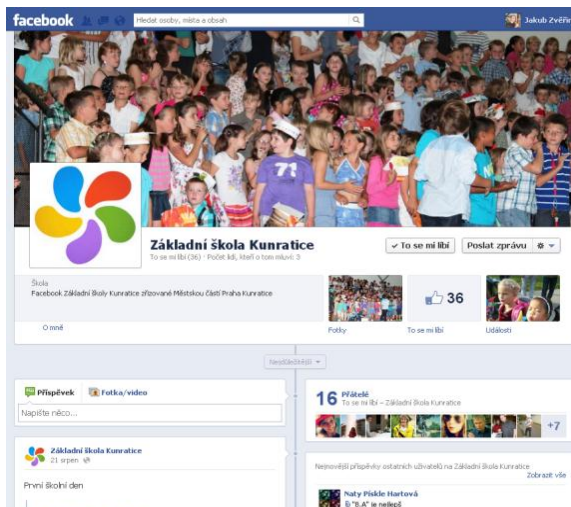 facebook
Hledat osoby, místa a obsah
Jakub Zvěřin
71
Základní škola Kunratice
To se mi líbí (36) · Počet lidí, kteří o tom mluví: 3
✓ To se mi líbí
Poslat zprávu
Škola
Facebook Základní školy Kunratice zřizované Městskou částí Praha Kunratice
O mně
36
Fotky
To se mi líbí
Události
Nejdůležitější
Příspěvek
Fotka/video
Napište něco...
16 Přátelé
To se mi líbí – Základní škola Kunratice
+7
Základní škola Kunratice
21 srpen
První školní den
Nejnovější příspěvky ostatních uživatelů na Základní škola Kunratice
Zobrazit vše
Naty Piskle Hartová
"8.A" je nejlepš